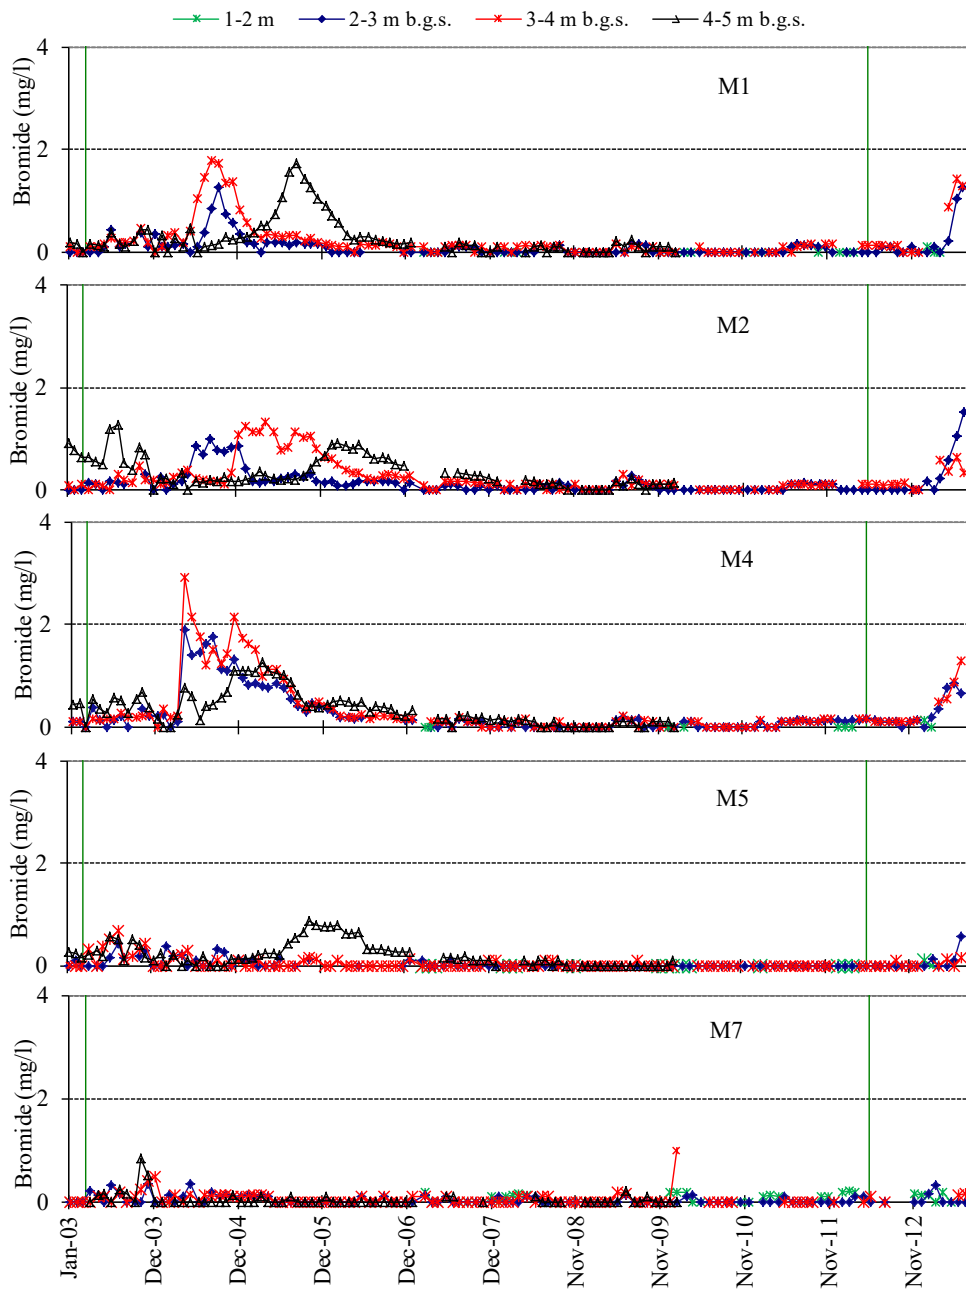 1-2 m 2-3 m b.g.s. 3-4 m b.g.s. 4-5 m b.g.s.
4
2
0
Bromide (mg/l)
M1
4
2
0
Bromide (mg/l)
M2
4
2
0
Bromide (mg/l)
M4
4
2
0
Bromide (mg/l)
M5
4
2
0
Bromide (mg/l)
M7
Jan-03
Dec-03
Dec-04
Dec-05
Dec-06
Dec-07
Nov-08
Nov-09
Nov-10
Nov-11
Nov-12